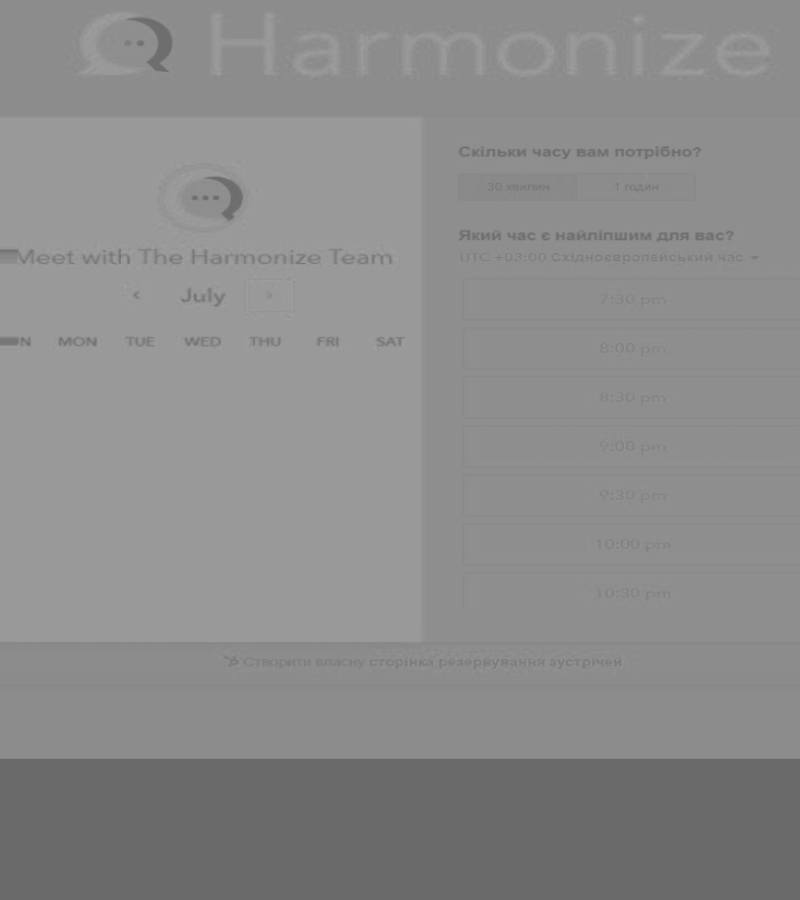 Harmonize
Meet with The Harmonize Team
July
N MON TUE WED THU FRI SAT
Скільки часу вам потрібно?
30 хвилин 1 годин
Який час є найліпшим для вас?
UTC +03:00 Східноєвропейський час
7:30 pm
8:00 pm
8:30 pm
9:00 pm
9:30 pm
10:00 pm
10:30 pm
Створити власну сторінка резервування зустрічей